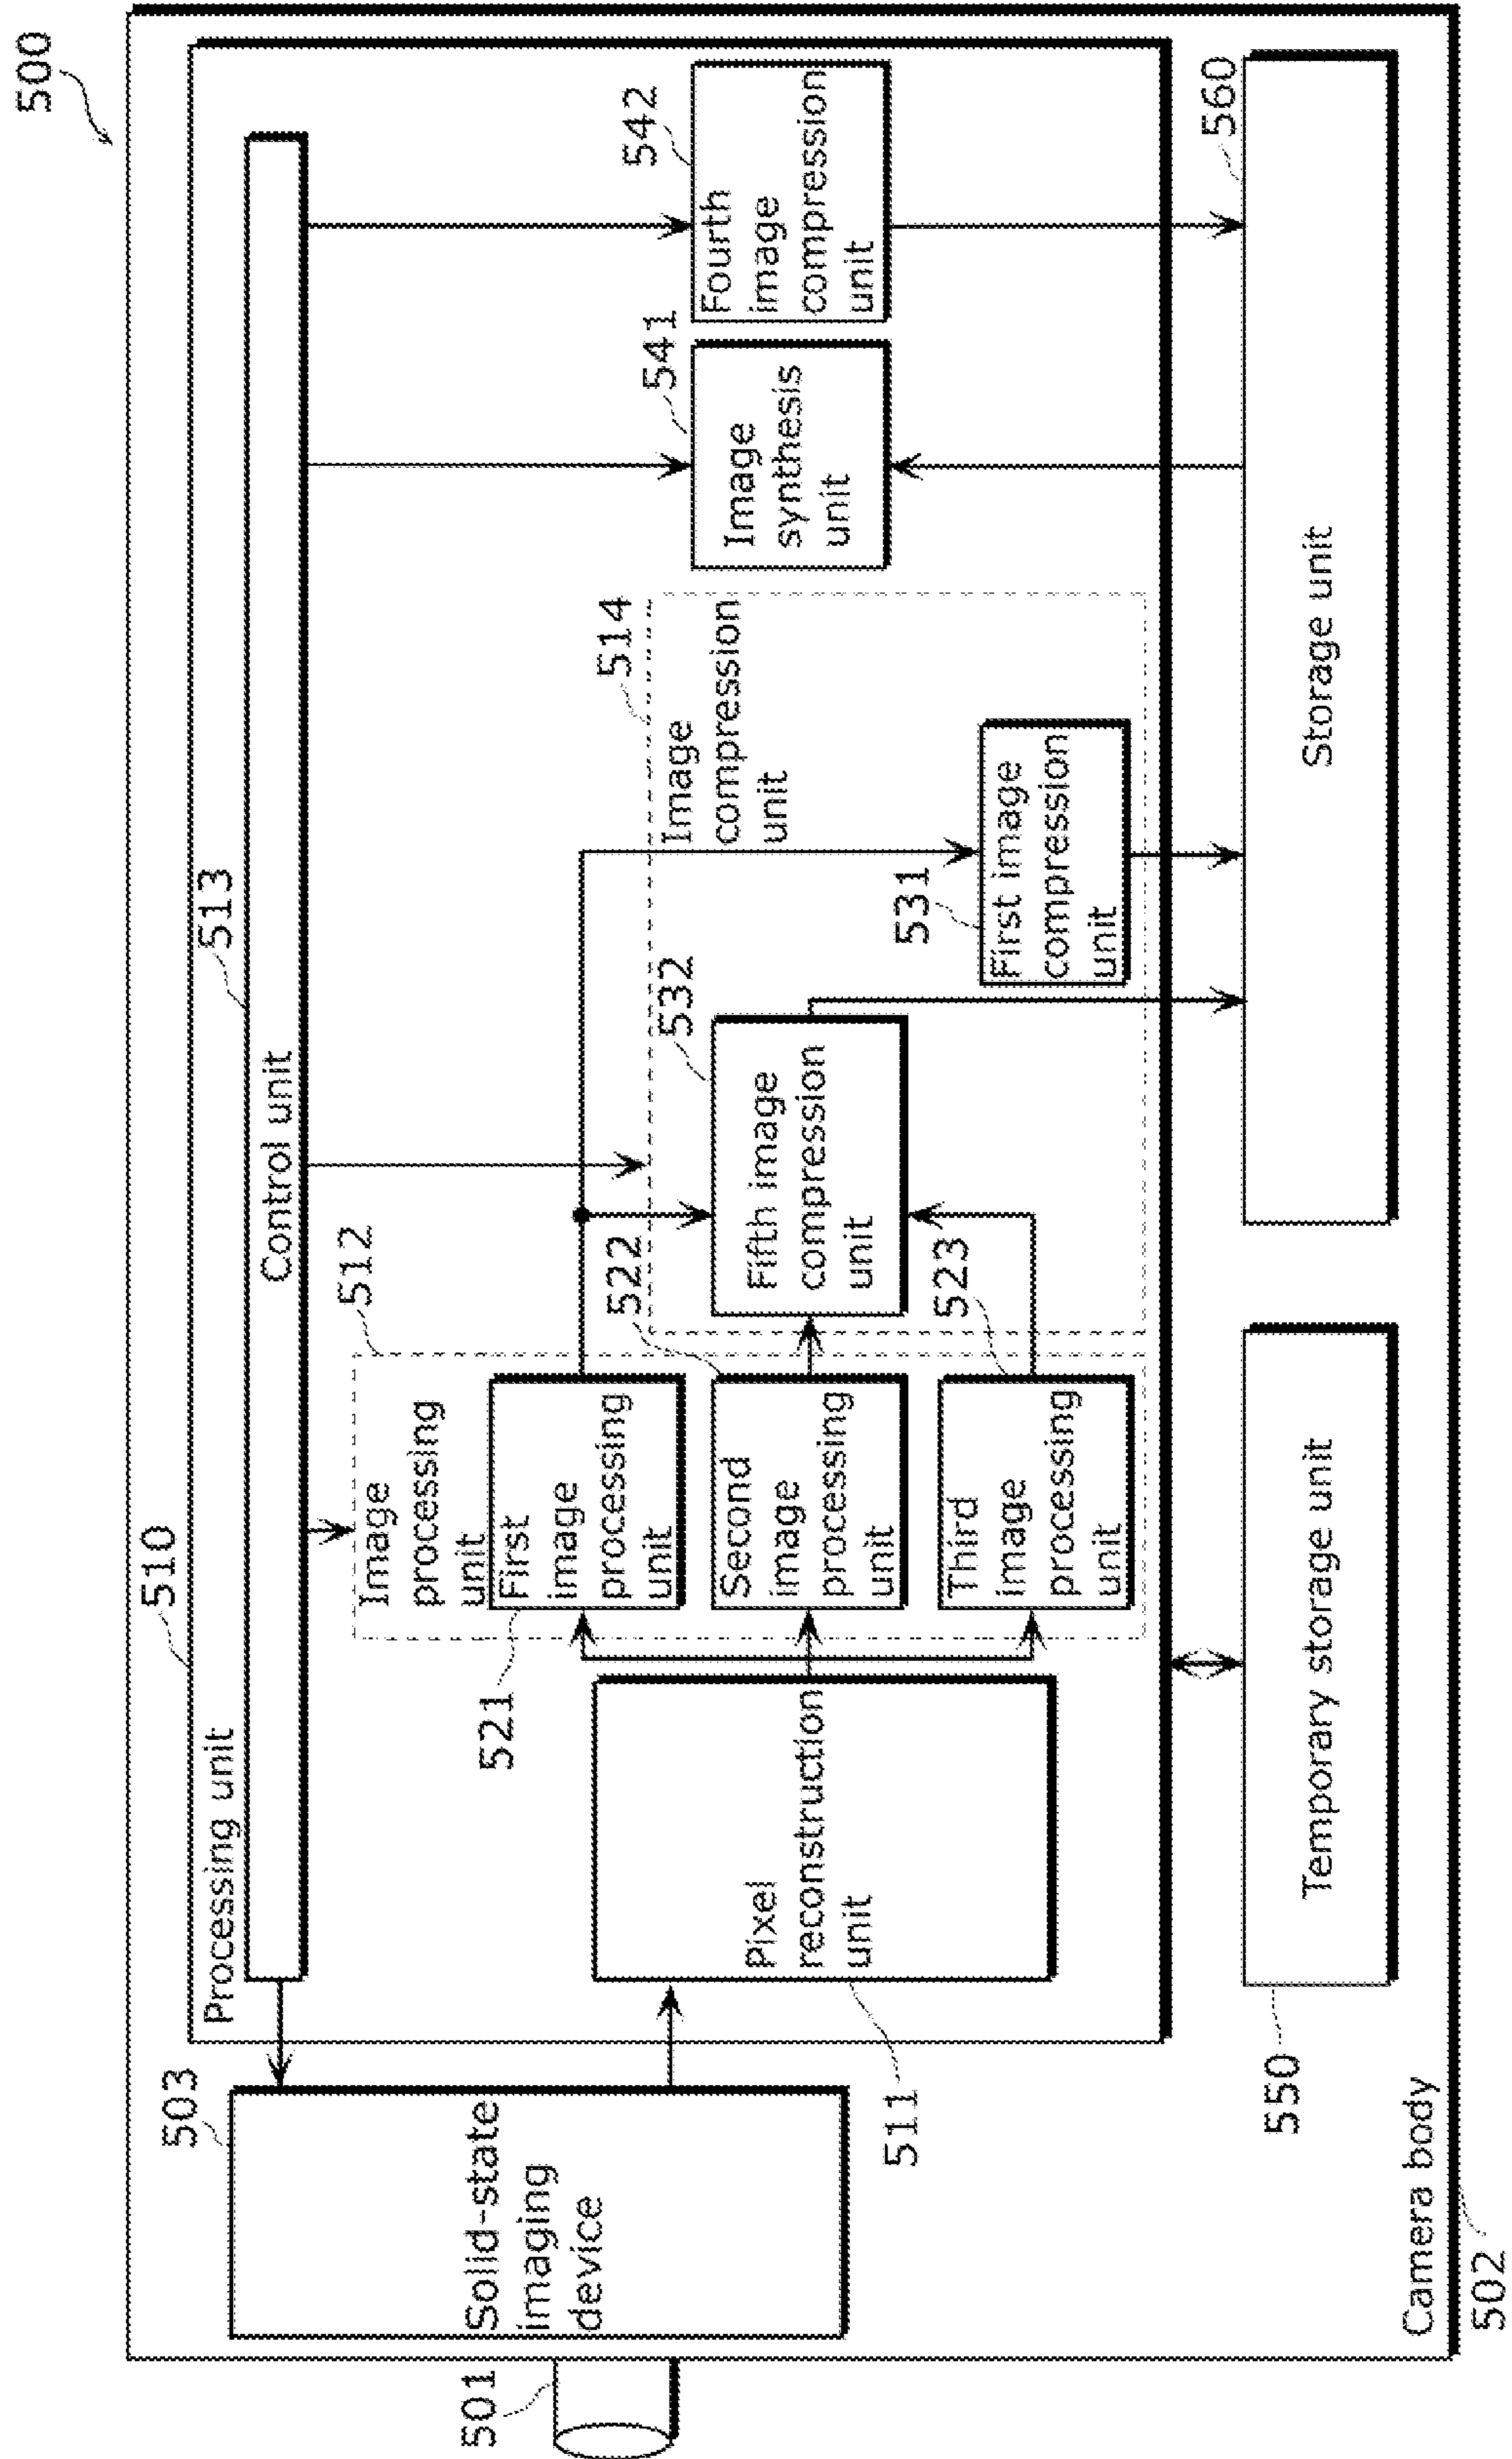 500
510
Processing unit
513
Control unit
503
Solid-state
imaging
device
501
512
Image
processing
unit
First
image
processing
unit
521
522
Second
image
processing
unit
523
Third
image
processing
unit
Pixel
reconstruction
unit
511
514
Image
compression
unit
532
Fifth image
compression
unit
531
First image
compression
unit
541
Image
synthesis
unit
542
Fourth
image
compression
unit
550
Temporary storage unit
560
Storage unit
Camera body
502